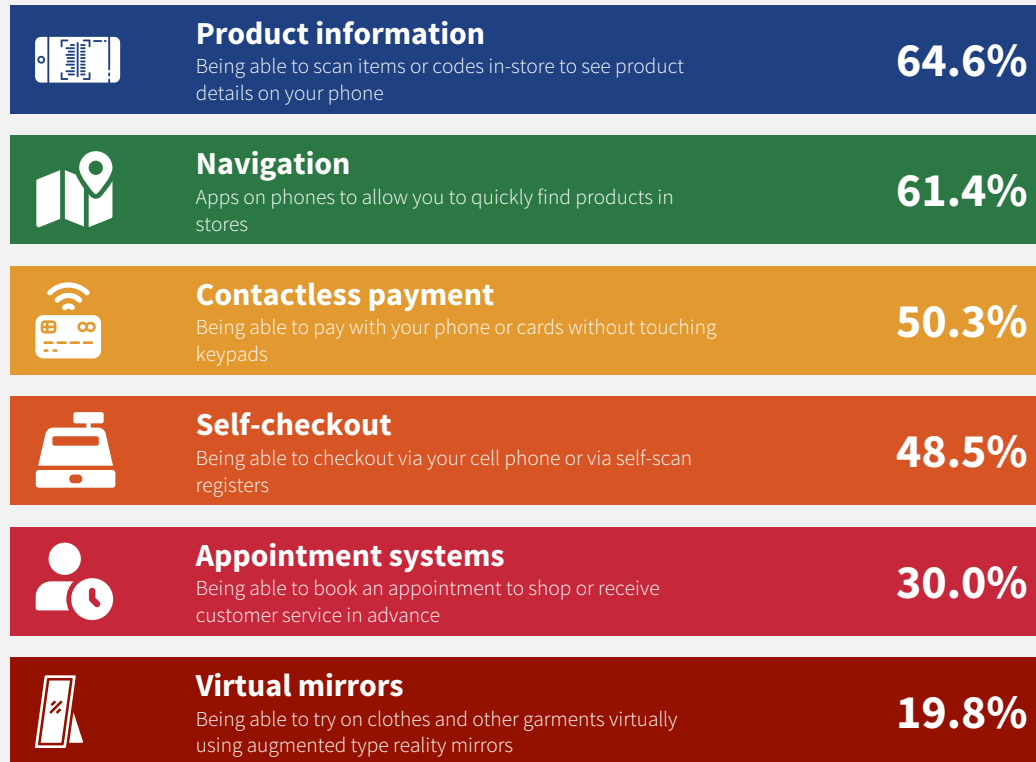 Product information
Being able to scan items or codes in-store to see product
details on your phone
64.6%
Navigation
Apps on phones to allow you to quickly find products in
stores
61.4%
Contactless payment
Being able to pay with your phone or cards without touching
keypads
50.3%
Self-checkout
Being able to checkout via your cell phone or via self-scan
registers
48.5%
Appointment systems
Being able to book an appointment to shop or receive
customer service in advance
30.0%
Virtual mirrors
Being able to try on clothes and other garments virtually
using augmented type reality mirrors
19.8%